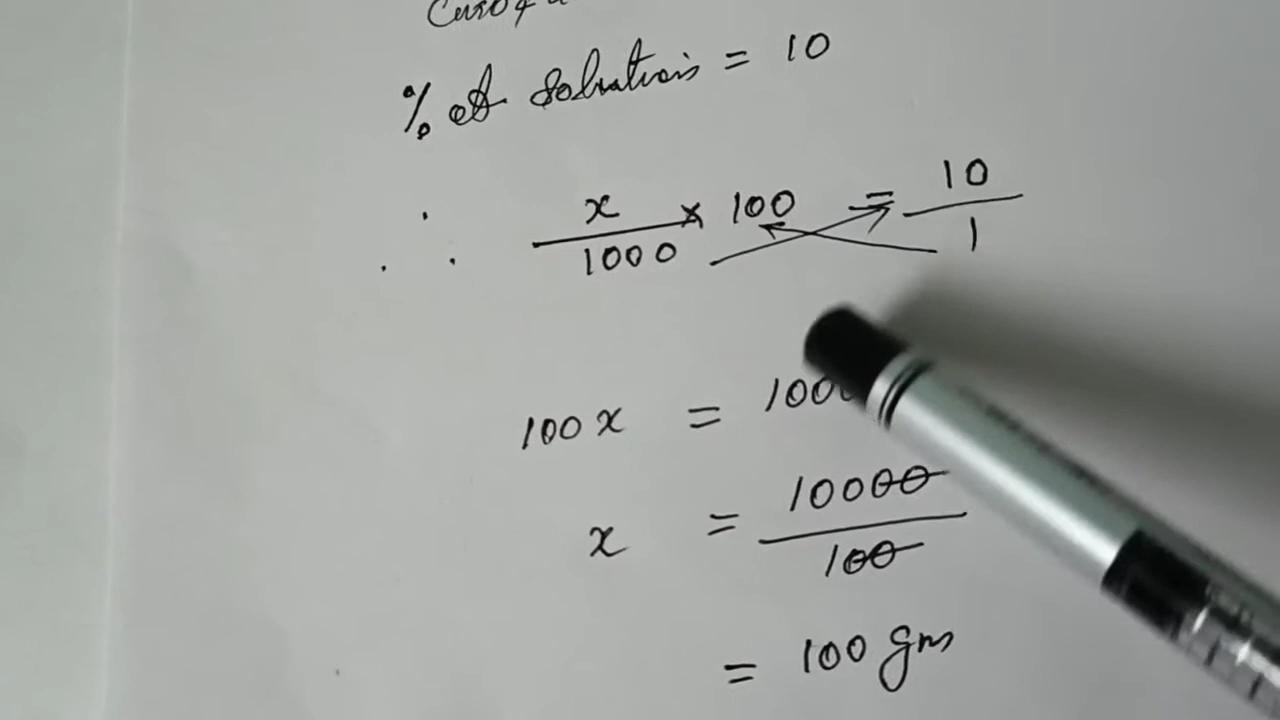 % of solution = 10
∴ x/1000 × 100 = 10/1
100x = 1000
x = 10000/100
= 100 gm